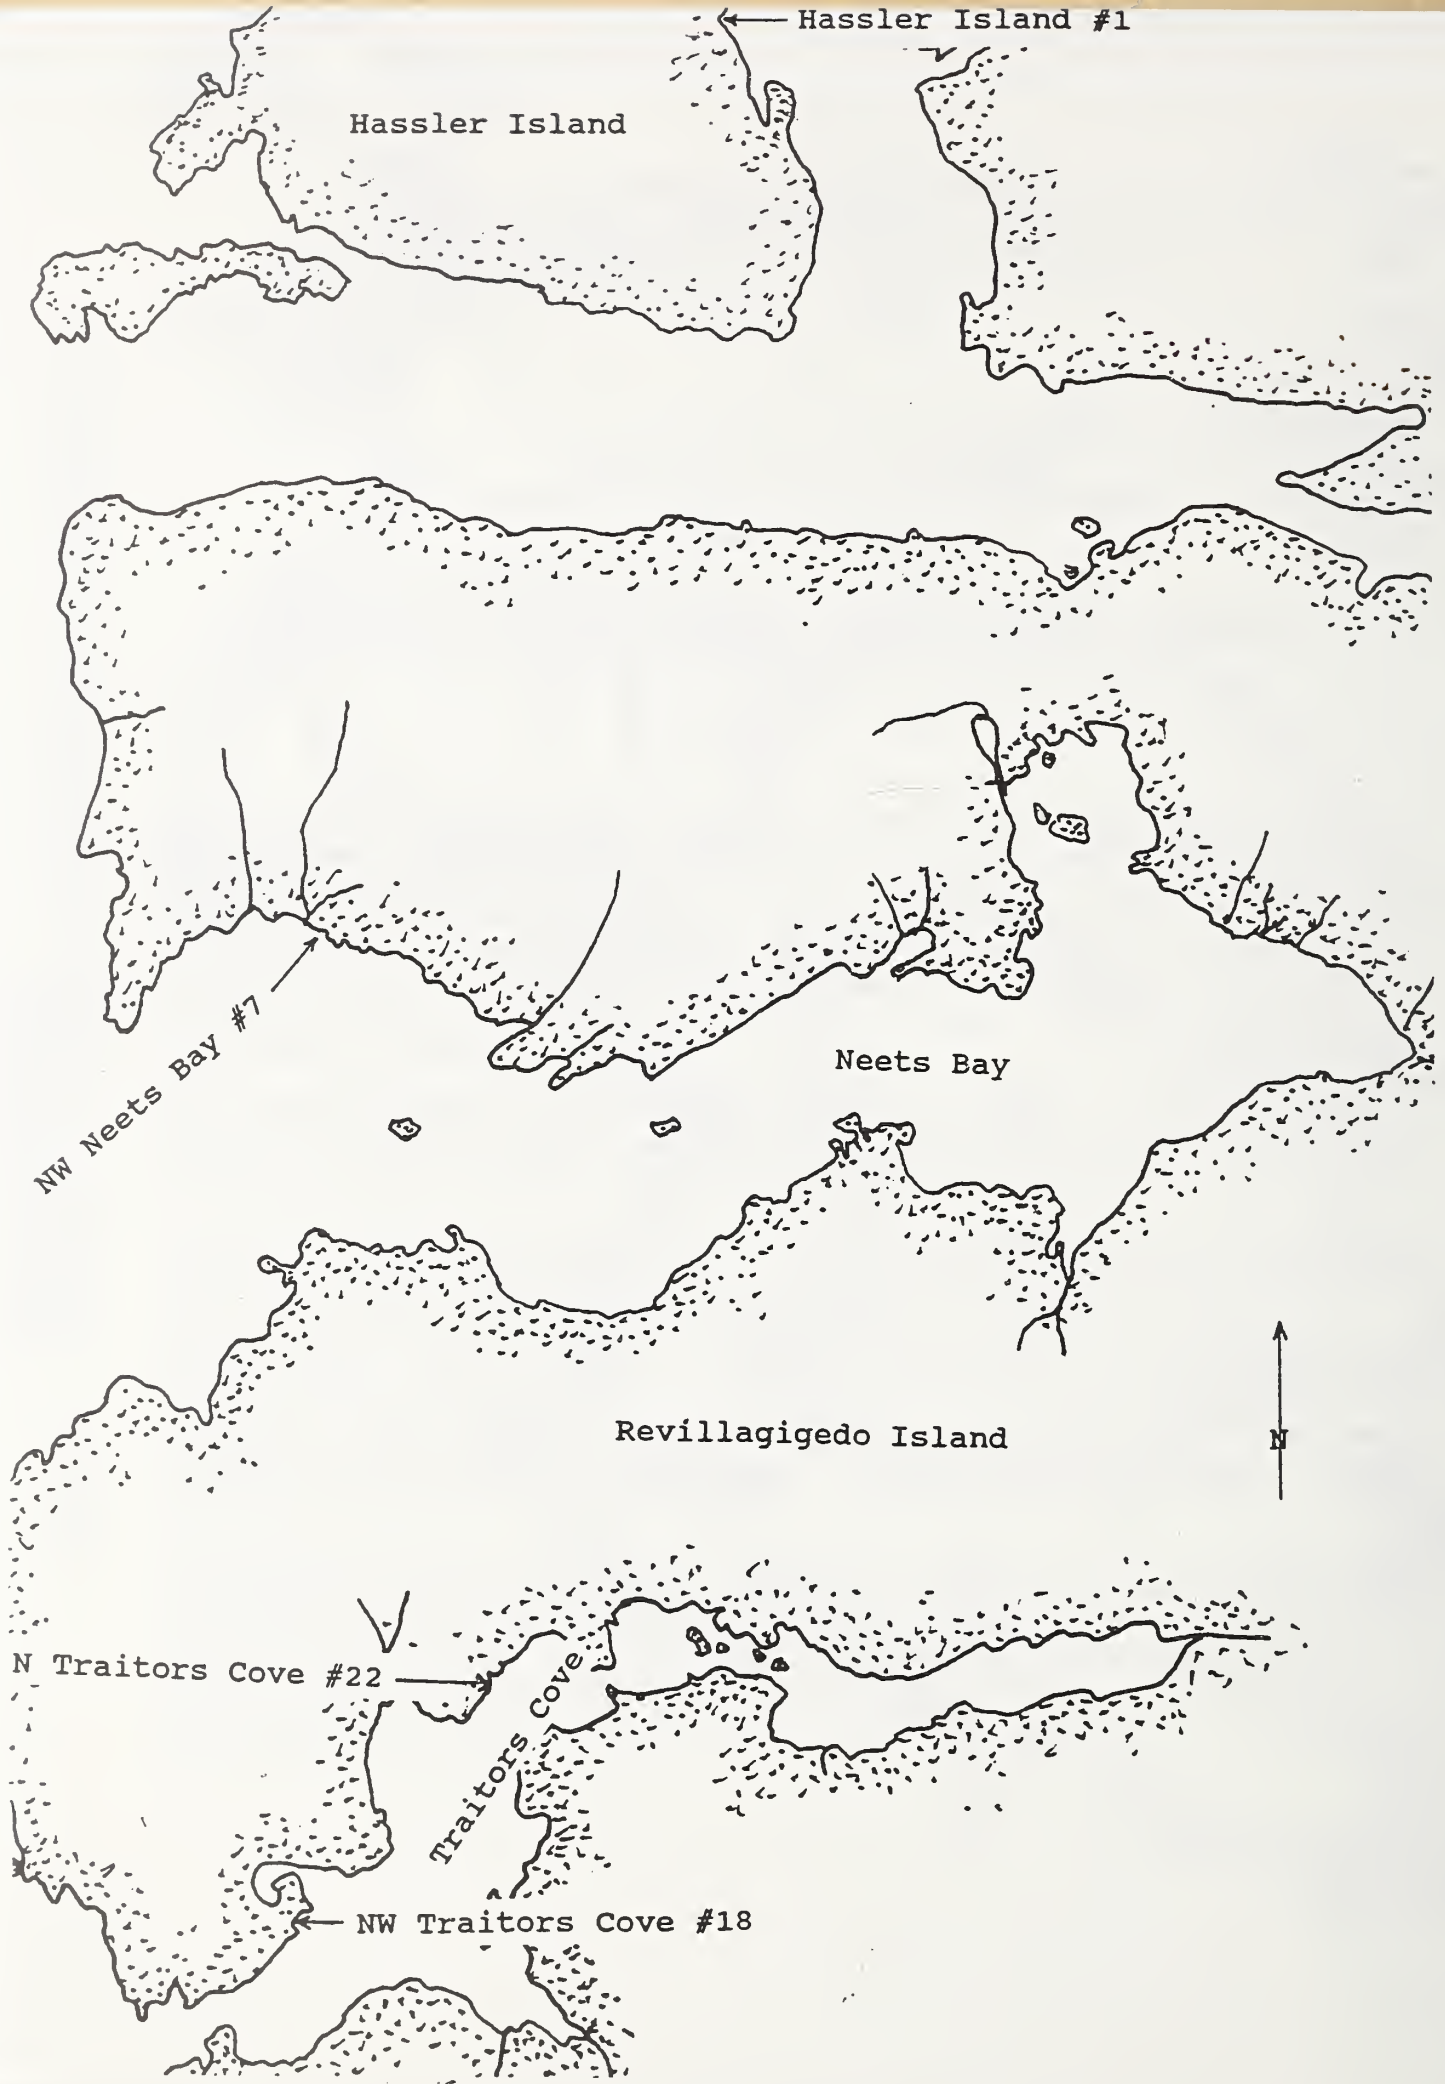 Hassler Island #1
Hassler Island
NW Neets Bay #7
Neets Bay
Revillagigedo Island
N
N Traitors Cove #22
Traitors Cove
NW Traitors Cove #18